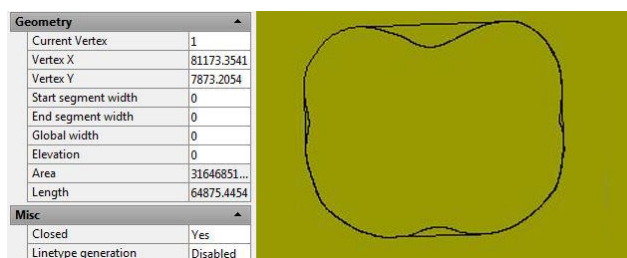 Geometry
Current Vertex 1
Vertex X 81173.3541
Vertex Y 7873.2054
Start segment width 0
End segment width 0
Global width 0
Elevation 0
Area 31646851...
Length 64875.4454
Misc
Closed Yes
Linetype generation Disabled